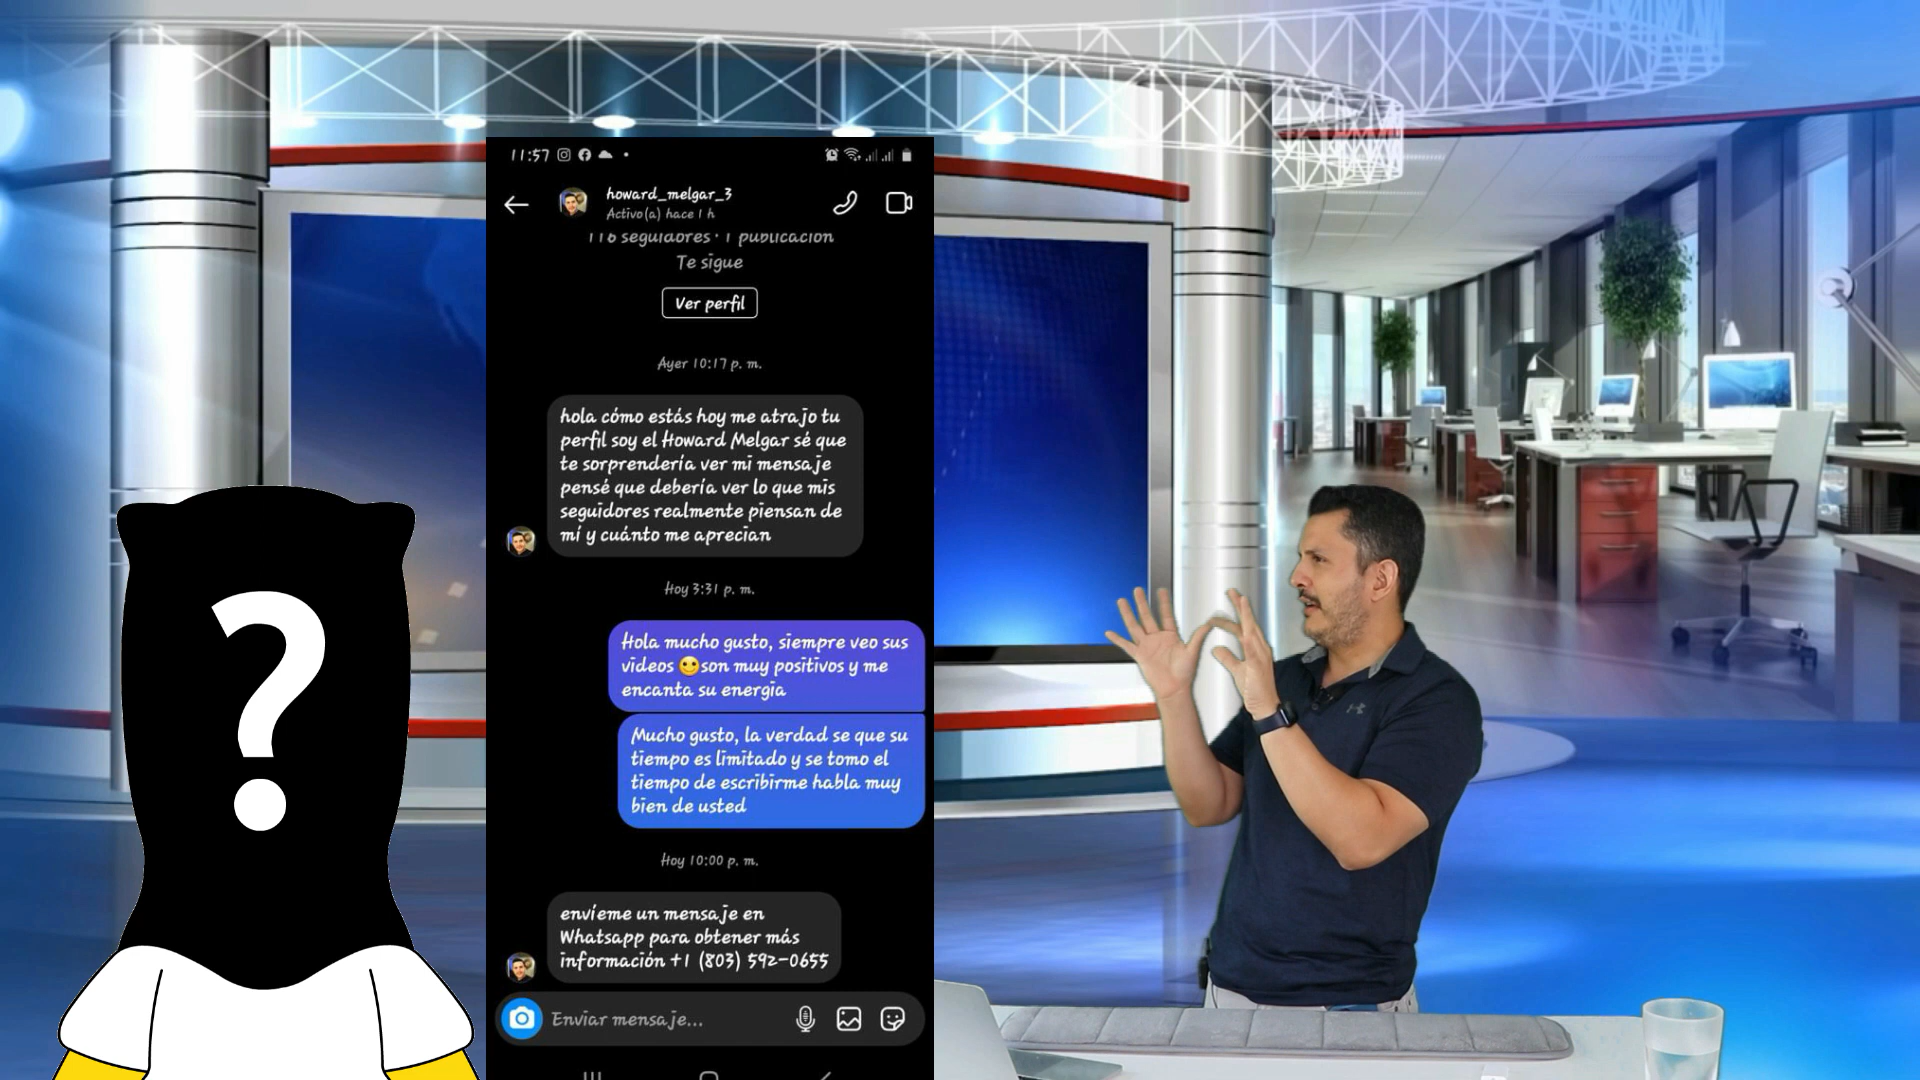 11:57
howard_melgar_3
Activo(a) hace 1 h
116 seguidores · 1 publicación
Te sigue
Ver perfil
Ayer 10:17 p. m.
hola cómo estás hoy me atrajo tu
perfil soy el Howard Melgar sé que
te sorprendería ver mi mensaje
pensé que debería ver lo que mis
seguidores realmente piensan de
mí y cuánto me aprecian
Hoy 3:31 p. m.
Hola mucho gusto, siempre veo sus
videos 😊son muy positivos y me
encanta su energía
Mucho gusto, la verdad se que su
tiempo es limitado y se tomo el
tiempo de escribirme habla muy
bien de usted
Hoy 10:00 p. m.
envíeme un mensaje en
Whatsapp para obtener más
información +1 (803) 592-0655
Enviar mensaje...
?